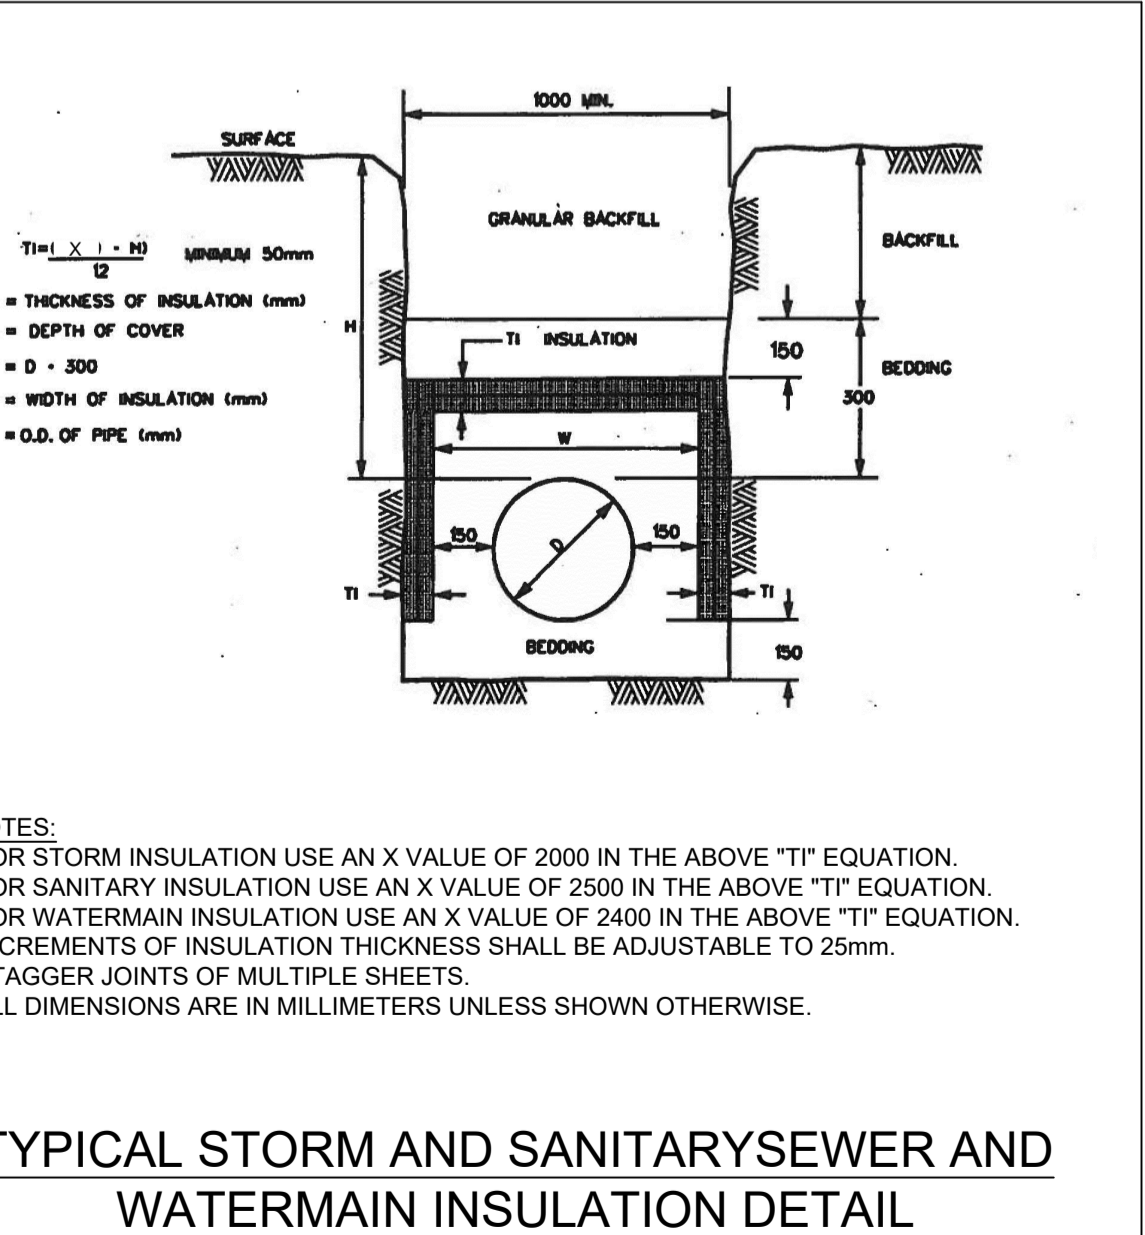 1000 MIN.
SURFACE
GRANULAR BACKFILL
TI=( X ) - H)
12
MINIMUM 50mm
BACKFILL
= THICKNESS OF INSULATION (mm)
= DEPTH OF COVER
= D + 300
= WIDTH OF INSULATION (mm)
= O.D. OF PIPE (mm)
H
TI INSULATION
150
BEDDING
300
W
150
D
150
TI
TI
BEDDING
150
OTES:
OR STORM INSULATION USE AN X VALUE OF 2000 IN THE ABOVE "TI" EQUATION.
OR SANITARY INSULATION USE AN X VALUE OF 2500 IN THE ABOVE "TI" EQUATION.
OR WATERMAIN INSULATION USE AN X VALUE OF 2400 IN THE ABOVE "TI" EQUATION.
CREMENTS OF INSULATION THICKNESS SHALL BE ADJUSTABLE TO 25mm.
TAGGER JOINTS OF MULTIPLE SHEETS.
LL DIMENSIONS ARE IN MILLIMETERS UNLESS SHOWN OTHERWISE.
TYPICAL STORM AND SANITARYSEWER AND
WATERMAIN INSULATION DETAIL